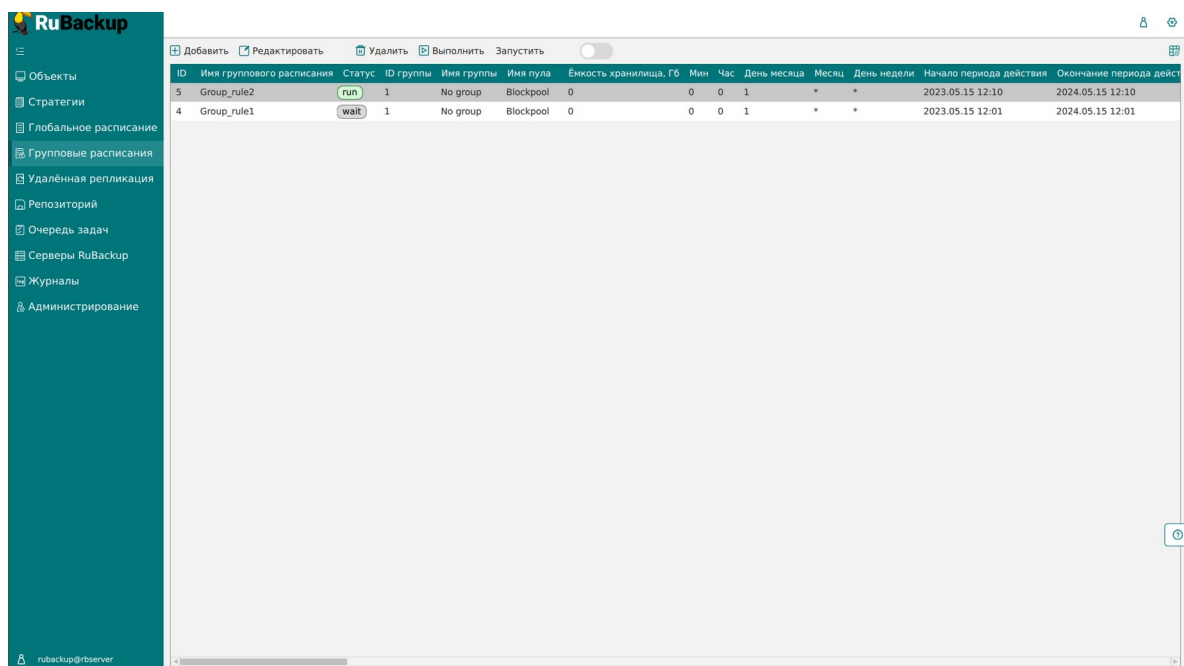 RuBackup
Добавить Редактировать Удалить Выполнить Запустить
Объекты
Стратегии
Глобальное расписание
Групповые расписания
Удалённая репликация
Репозиторий
Очередь задач
Серверы RuBackup
Журналы
Администрирование
ID Имя группового расписания Статус ID группы Имя группы Имя пула Ёмкость хранилища, Гб Мин Час День месяца Месяц День недели Начало периода действия Окончание периода дейст
5 Group_rule2 run 1 No group Blockpool 0 0 0 1 * * 2023.05.15 12:10 2024.05.15 12:10
4 Group_rule1 wait 1 No group Blockpool 0 0 0 1 * * 2023.05.15 12:01 2024.05.15 12:01
rubackup@rbserver